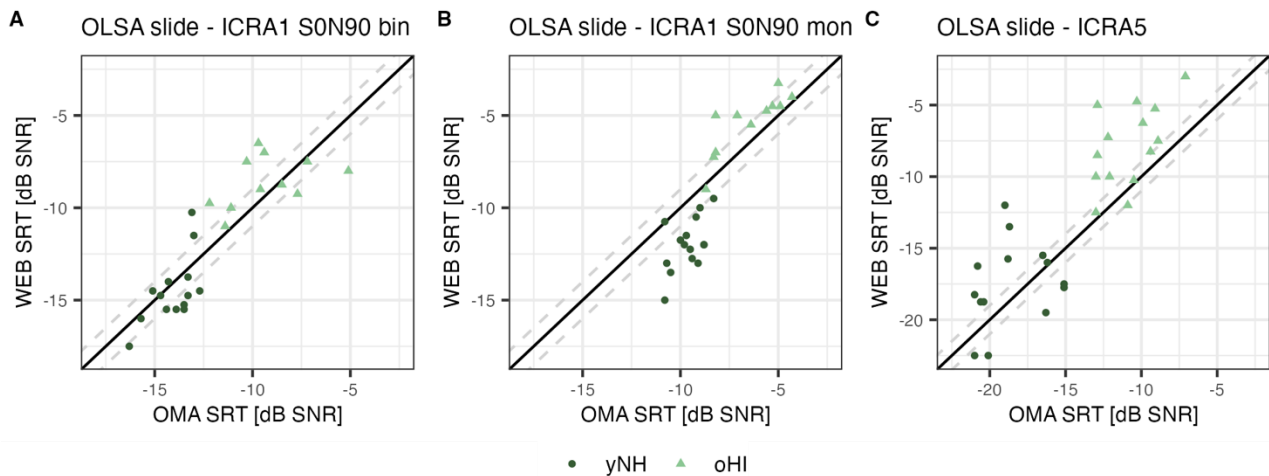 A OLSA slide - ICRA1 S0N90 bin
WEB SRT [dB SNR]
-5
-10
-15
-15 -10 -5
OMA SRT [dB SNR]
B OLSA slide - ICRA1 S0N90 mon
WEB SRT [dB SNR]
-5
-10
-15
-15 -10 -5
OMA SRT [dB SNR]
C OLSA slide - ICRA5
WEB SRT [dB SNR]
-5
-10
-15
-20
-20 -15 -10 -5
OMA SRT [dB SNR]
yNH oHI